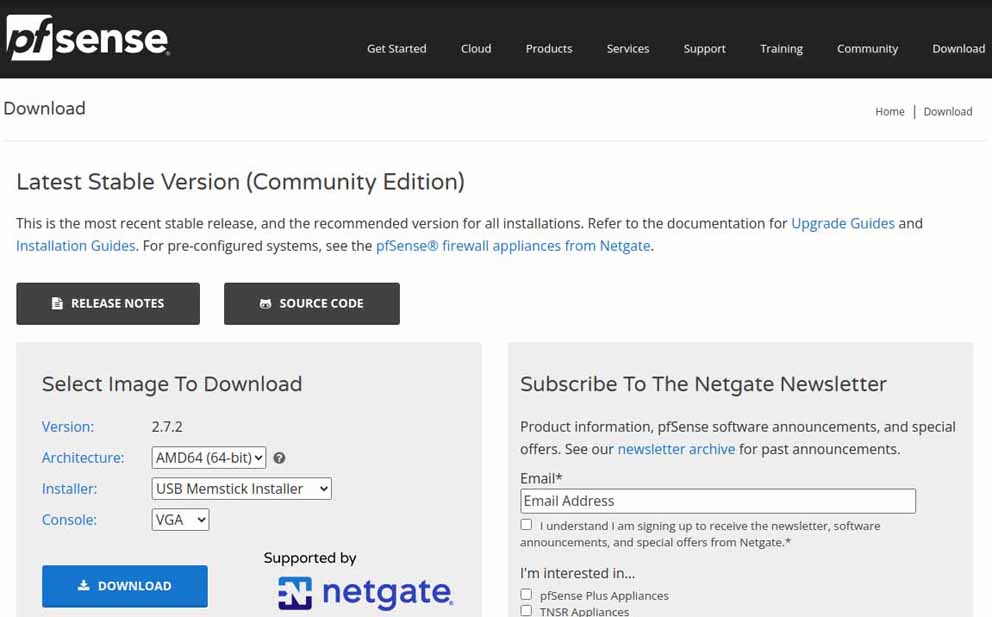 pfsense
Get Started Cloud Products Services Support Training Community Download
Download
Home | Download
Latest Stable Version (Community Edition)
This is the most recent stable release, and the recommended version for all installations. Refer to the documentation for Upgrade Guides and
Installation Guides. For pre-configured systems, see the pfSense® firewall appliances from Netgate.
RELEASE NOTES SOURCE CODE
Select Image To Download
Version: 2.7.2
Architecture: AMD64 (64-bit)
Installer: USB Memstick Installer
Console: VGA
DOWNLOAD
Supported by
netgate
Subscribe To The Netgate Newsletter
Product information, pfSense software announcements, and special
offers. See our newsletter archive for past announcements.
Email*
Email Address
I understand I am signing up to receive the newsletter, software
announcements, and special offers from Netgate.*
I'm interested in...
pfSense Plus Appliances
TNSR Appliances